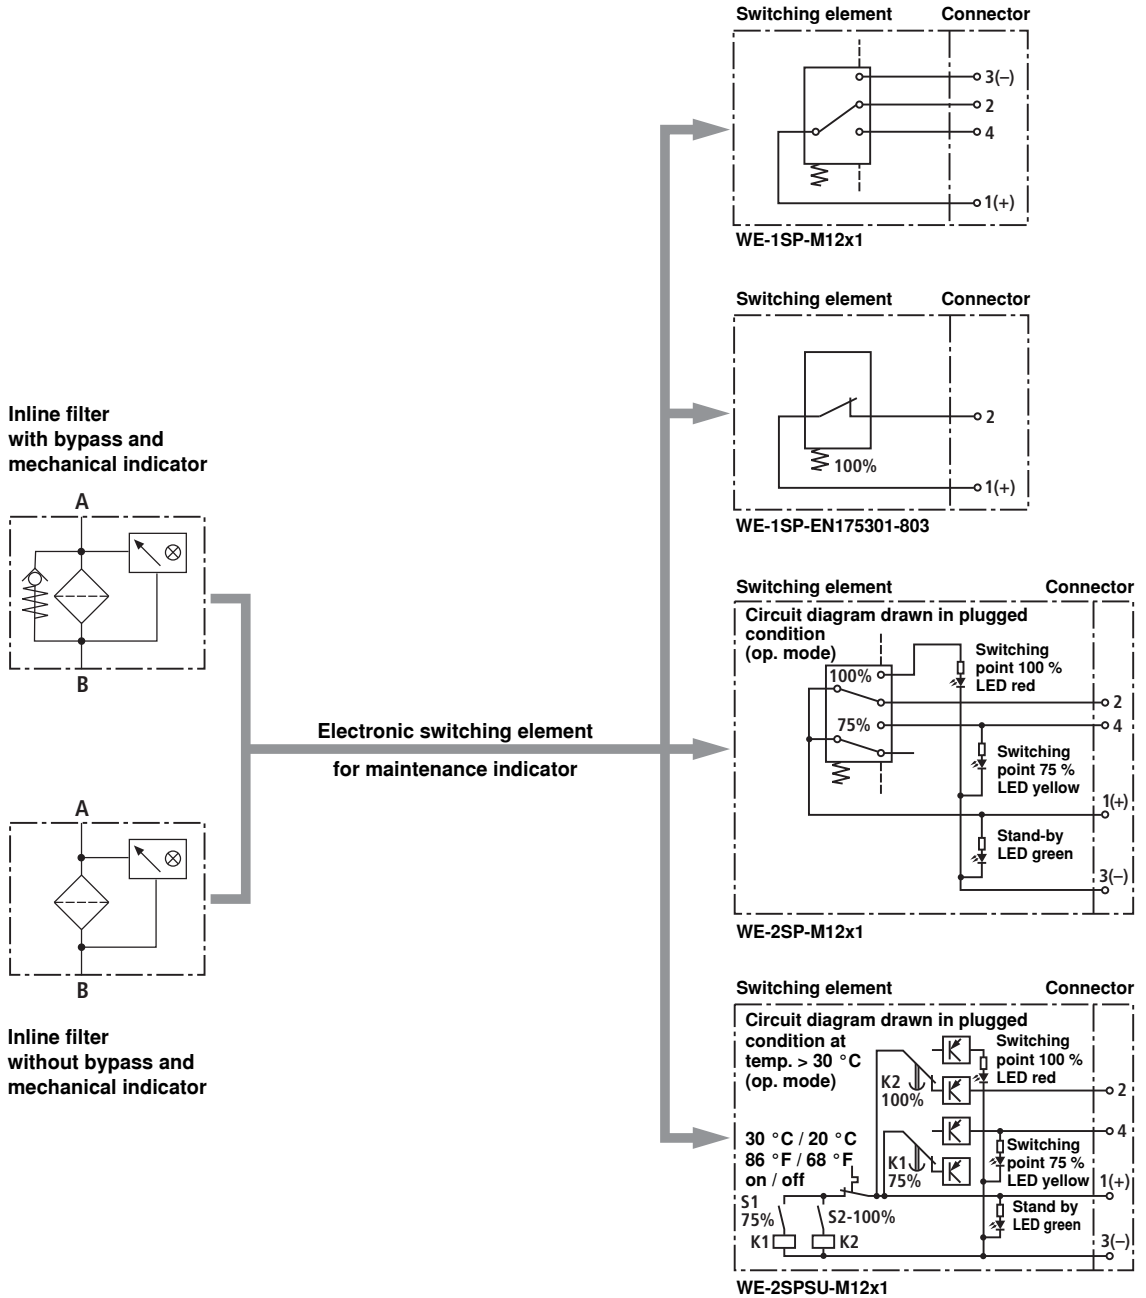 Switching element Connector
3(–)
2
4
1(+)
WE-1SP-M12x1
Switching element Connector
2
100%
1(+)
WE-1SP-EN175301-803
Inline filter
with bypass and
mechanical indicator
A
B
Electronic switching element
for maintenance indicator
A
B
Inline filter
without bypass and
mechanical indicator
Switching element Connector
Circuit diagram drawn in plugged
condition
(op. mode)
Switching
point 100 %
LED red
100%
2
75%
4
Switching
point 75 %
LED yellow
1(+)
Stand-by
LED green
3(–)
WE-2SP-M12x1
Switching element Connector
Circuit diagram drawn in plugged
condition at
temp. > 30 °C
(op. mode)
Switching
point 100 %
LED red
K2
100%
2
4
30 °C / 20 °C
86 °F / 68 °F
on / off
K1
75%
Switching
point 75 %
LED yellow
1(+)
S1
75%
S2-100%
Stand by
LED green
K1
K2
3(–)
WE-2SPSU-M12x1